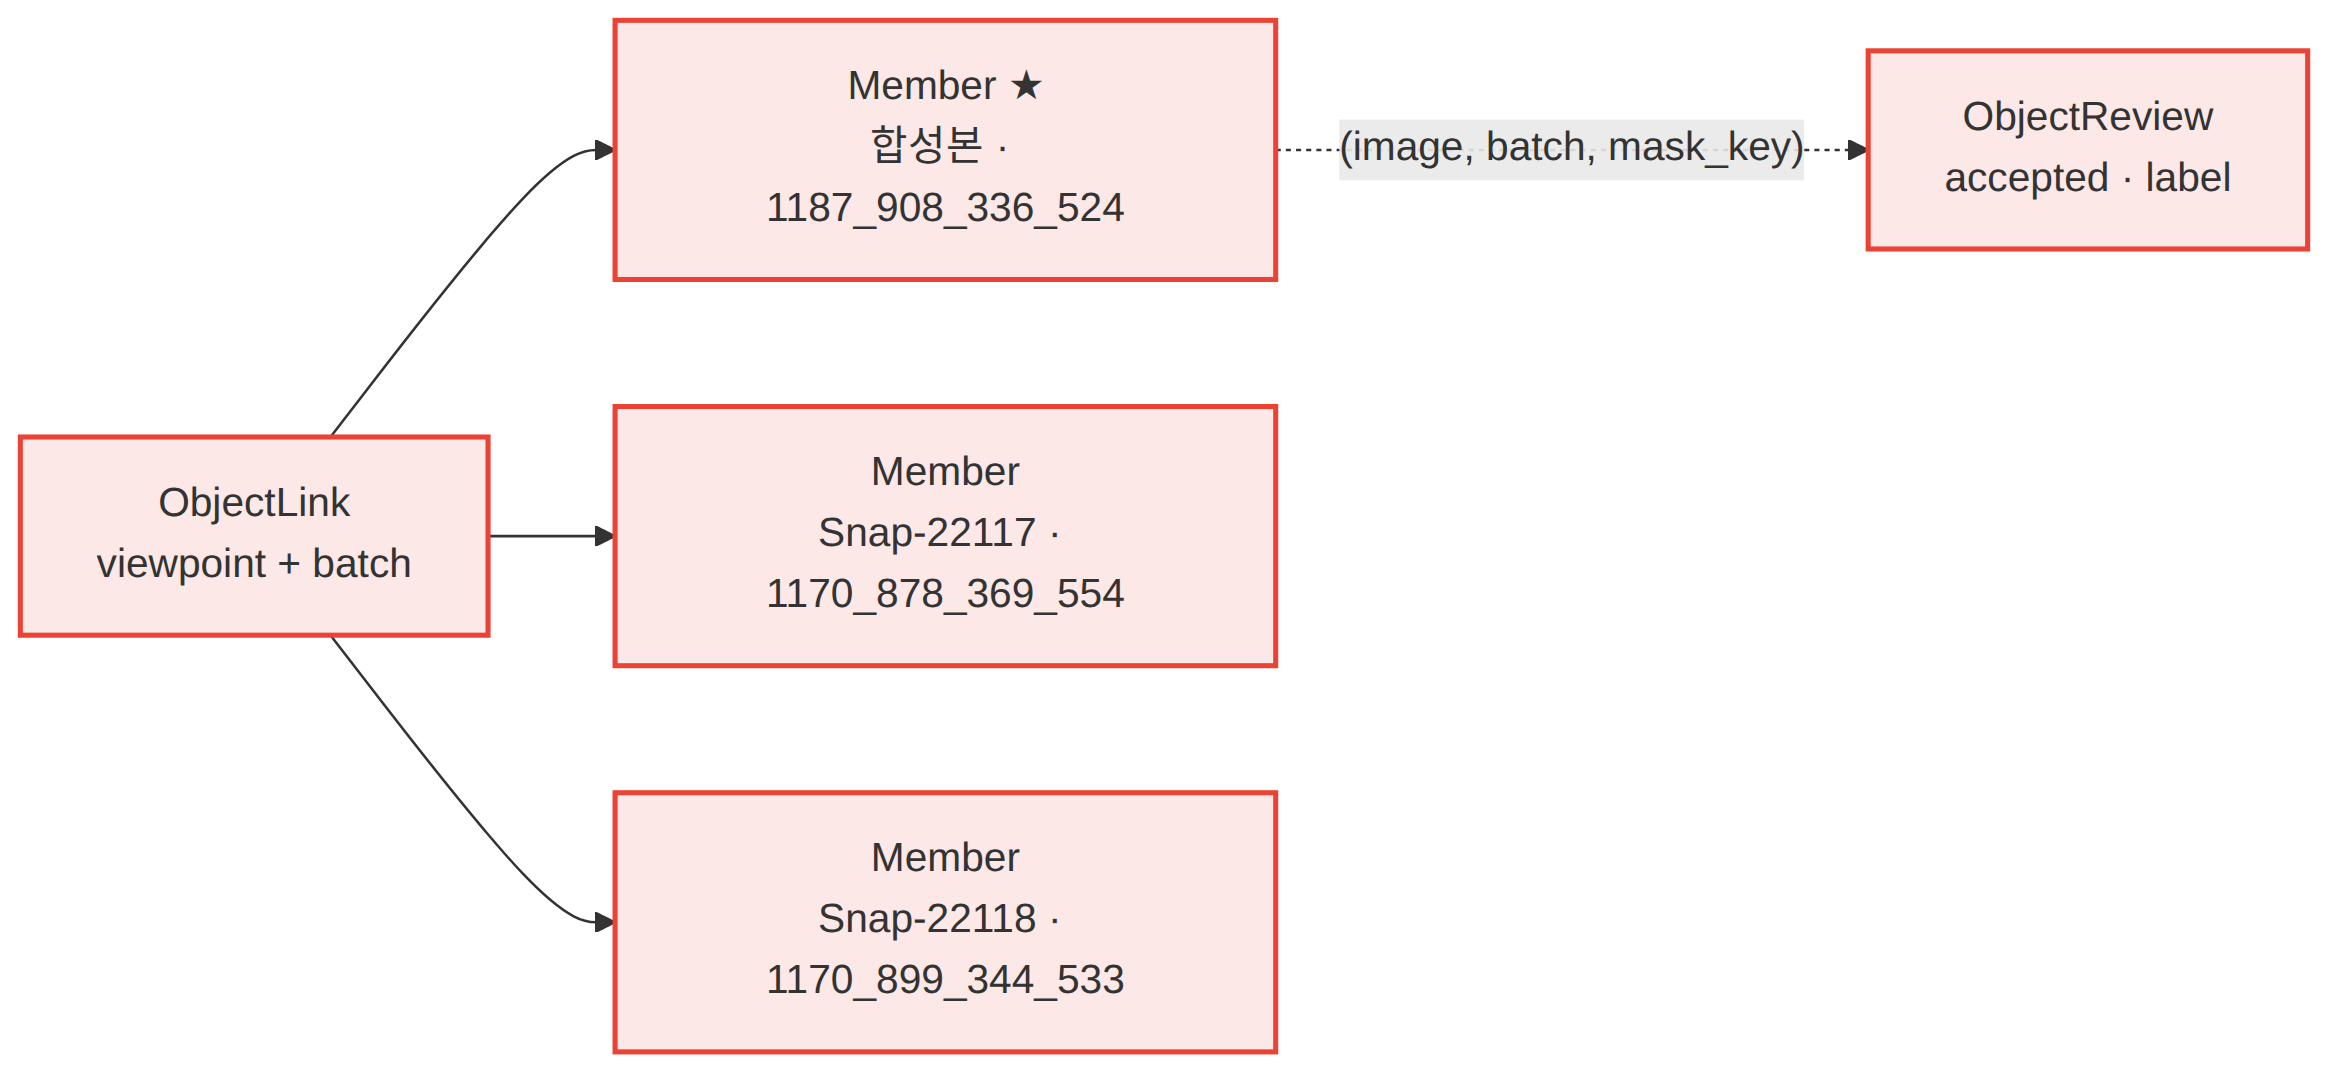 Member ★
합성본 ·
1187_908_336_524
(image, batch, mask_key)
ObjectReview
accepted · label
ObjectLink
viewpoint + batch
Member
Snap-22117 ·
1170_878_369_554
Member
Snap-22118 ·
1170_899_344_533